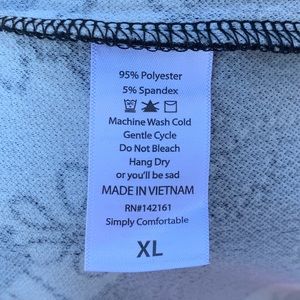 95% Polyester
5% Spandex
Machine Wash Cold
Gentle Cycle
Do Not Bleach
Hang Dry
or you'll be sad
MADE IN VIETNAM
RN#142161
Simply Comfortable
XL